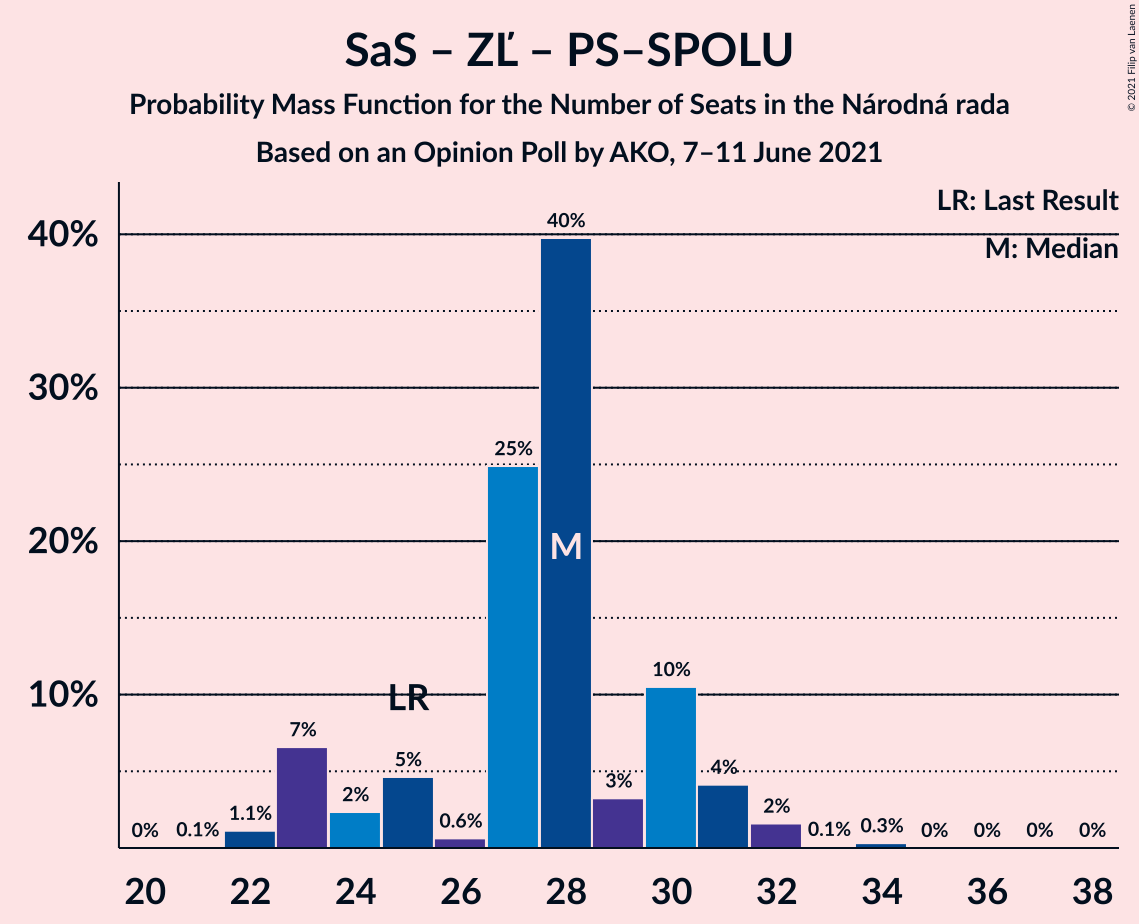 SaS – ZĽ – PS–SPOLU
Probability Mass Function for the Number of Seats in the Národná rada
Based on an Opinion Poll by AKO, 7–11 June 2021
© 2021 Filip van Laenen
LR: Last Result
M: Median
40%
30%
20%
10%
0%
0.1%
1.1%
7%
2%
5%
0.6%
25%
40%
3%
10%
4%
2%
0.1%
0.3%
0%
0%
0%
0%
LR
M
20 22 24 26 28 30 32 34 36 38